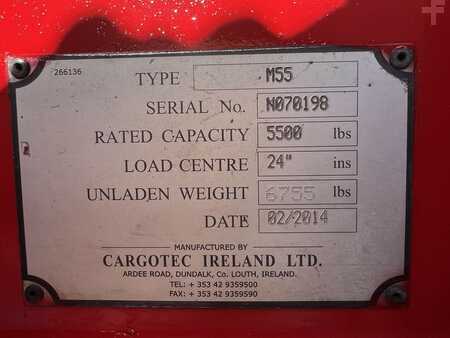 266136
TYPE M55
SERIAL No. N070198
RATED CAPACITY 5500 lbs
LOAD CENTRE 24" ins
UNLADEN WEIGHT 6755 lbs
DATE 02/2014
MANUFACTURED BY
CARGOTEC IRELAND LTD.
ARDEE ROAD, DUNDALK, Co. LOUTH, IRELAND.
TEL: + 353 42 9359500
FAX: + 353 42 9359590